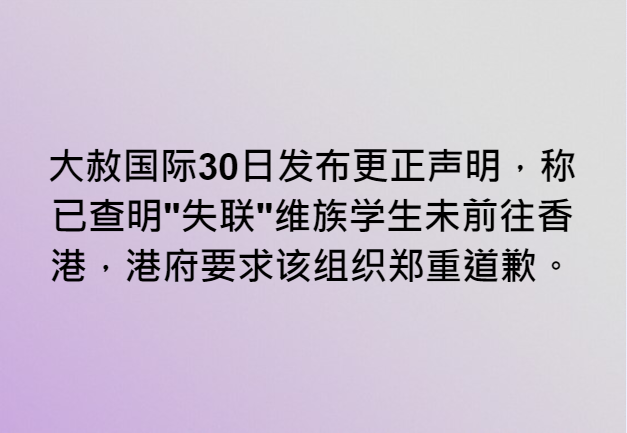 大赦国际30日发布更正声明，称
已查明"失联"维族学生未前往香
港，港府要求该组织郑重道歉。